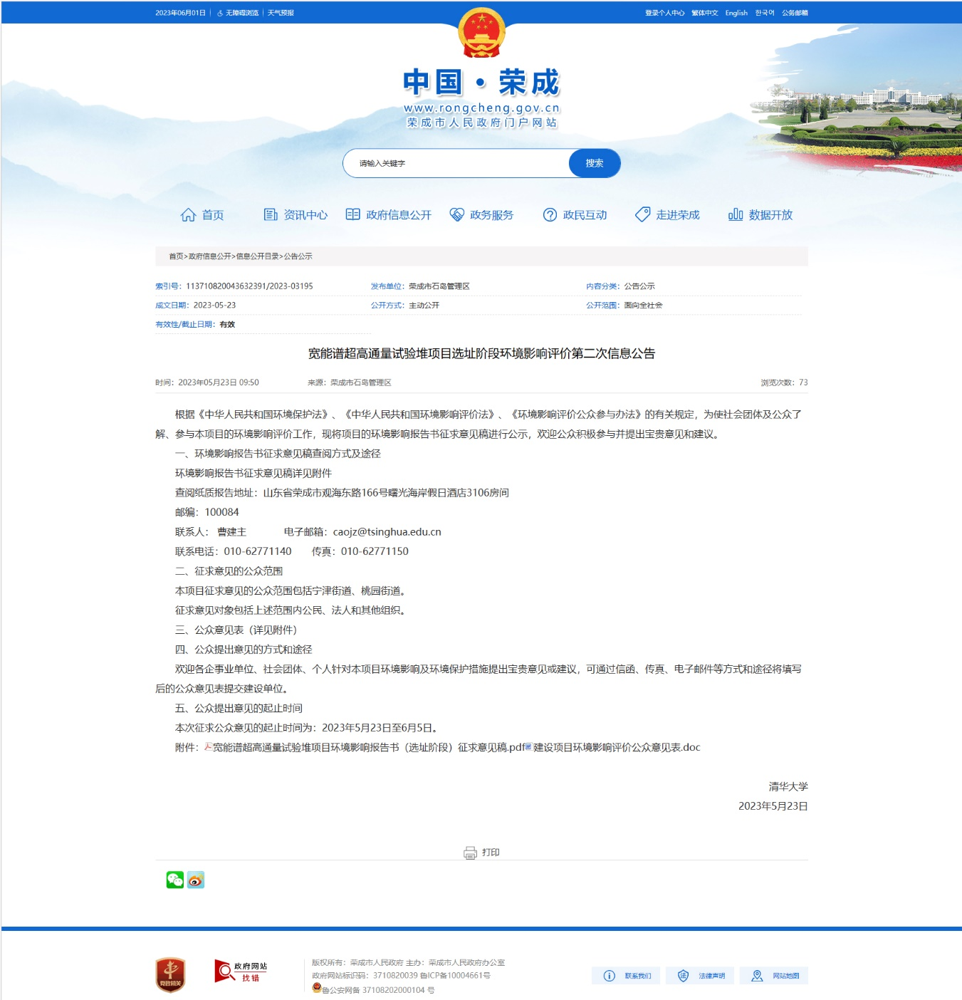 2023年06月01日 无障碍浏览 天气预报 登录个人中心 繁体中文 English 한국어 公务邮箱
中国·荣成
www.rongcheng.gov.cn
荣成市人民政府门户网站
请输入关键字 搜索
首页 资讯中心 政府信息公开 政务服务 政民互动 走进荣成 数据开放
首页>政府信息公开>信息公开目录>公告公示
索引号：113710820043632391/2023-03195 发布单位：荣成市石岛管理区 内容分类：公告公示
成文日期：2023-05-23 公开方式：主动公开 公开范围：面向全社会
有效性/截止日期：有效
宽能谱超高通量试验堆项目选址阶段环境影响评价第二次信息公告
时间：2023年05月23日 09:50 来源：荣成市石岛管理区 浏览次数：73
根据《中华人民共和国环境保护法》、《中华人民共和国环境影响评价法》、《环境影响评价公众参与办法》的有关规定，为使社会团体及公众了
解、参与本项目的环境影响评价工作，现将项目的环境影响报告书征求意见稿进行公示，欢迎公众积极参与并提出宝贵意见和建议。
一、环境影响报告书征求意见稿查阅方式及途径
环境影响报告书征求意见稿详见附件
查阅纸质报告地址：山东省荣成市观海东路166号曙光海岸假日酒店3106房间
邮编：100084
联系人： 曹建主 电子邮箱：caojz@tsinghua.edu.cn
联系电话：010-62771140 传真：010-62771150
二、征求意见的公众范围
本项目征求意见的公众范围包括宁津街道、桃园街道。
征求意见对象包括上述范围内公民、法人和其他组织。
三、公众意见表（详见附件）
四、公众提出意见的方式和途径
欢迎各企事业单位、社会团体、个人针对本项目环境影响及环境保护措施提出宝贵意见或建议，可通过信函、传真、电子邮件等方式和途径将填写
后的公众意见表提交建设单位。
五、公众提出意见的起止时间
本次征求公众意见的起止时间为：2023年5月23日至6月5日。
附件：宽能谱超高通量试验堆项目环境影响报告书（选址阶段）征求意见稿.pdf建设项目环境影响评价公众意见表.doc
清华大学
2023年5月23日
打印
党政机关
政府网站
找错
版权所有：荣成市人民政府 主办：荣成市人民政府办公室
政府网站标识码：3710820039 鲁ICP备10004661号
鲁公安网备 37108202000104 号
联系我们 法律声明 网站地图